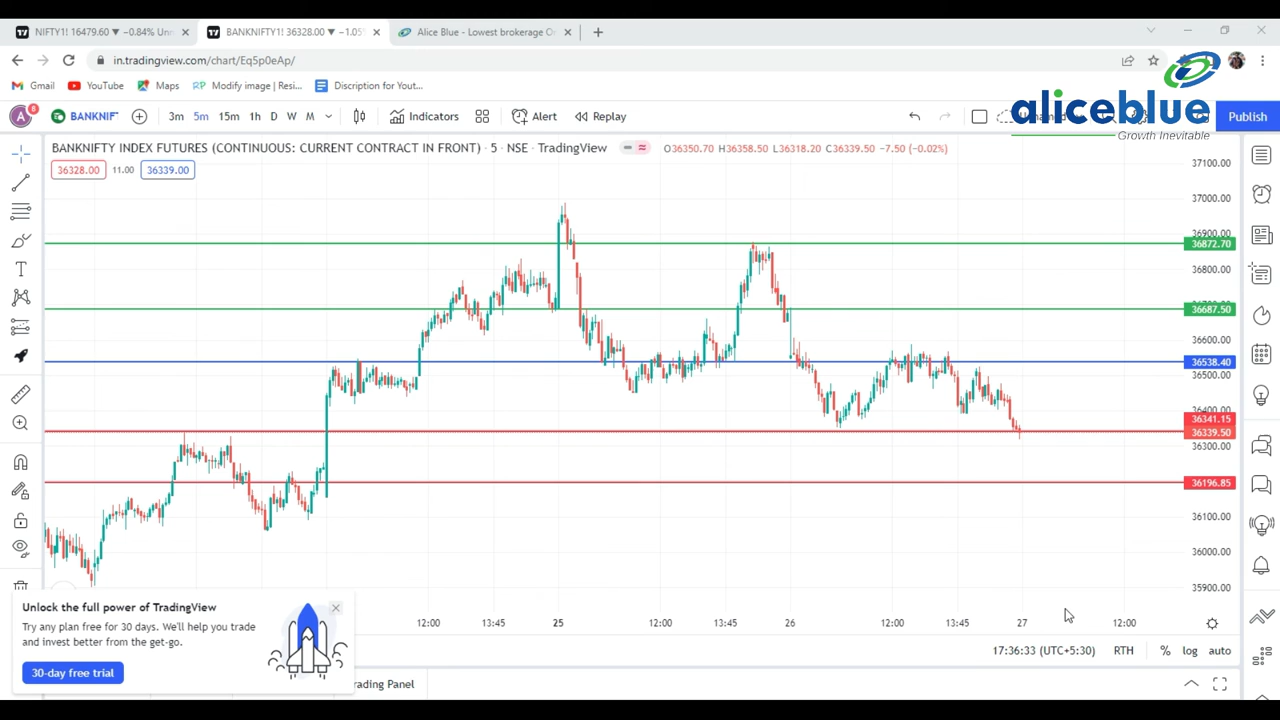 NIFTY1! 16479.60 ▼ −0.84% Unn
BANKNIFTY1! 36328.00 ▼ −1.05%
Alice Blue - Lowest brokerage O
in.tradingview.com/chart/Eq5p0eAp/
Gmail
YouTube
Maps
Modify image | Resi...
Discription for Yout...
aliceblue
Growth Inevitable
A
8
BANKNIF
3m
5m
15m
1h
D
W
M
Indicators
Alert
Replay
Publish
BANKNIFTY INDEX FUTURES (CONTINUOUS: CURRENT CONTRACT IN FRONT) · 5 · NSE · TradingView
O36350.70 H36358.50 L36318.20 C36339.50 −7.50 (−0.02%)
36328.00
11.00
36339.00
37100.00
37000.00
36900.00
36872.70
36800.00
36687.50
36600.00
36538.40
36500.00
36400.00
36341.15
36339.50
36300.00
36196.85
36100.00
36000.00
35900.00
Unlock the full power of TradingView
Try any plan free for 30 days. We'll help you trade
and invest better from the get-go.
30-day free trial
12:00
13:45
25
12:00
13:45
26
12:00
13:45
27
12:00
17:36:33 (UTC+5:30)
RTH
%
log
auto
rading Panel